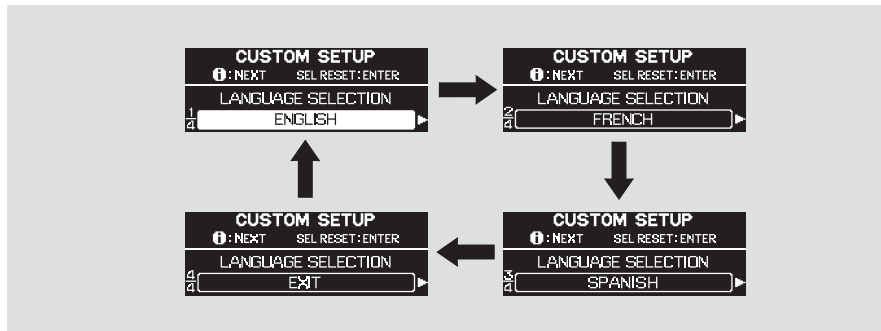 CUSTOM SETUP
i:NEXT SEL RESET:ENTER
LANGUAGE SELECTION
1/4 ENGLISH
CUSTOM SETUP
i:NEXT SEL RESET:ENTER
LANGUAGE SELECTION
2/4 FRENCH
CUSTOM SETUP
i:NEXT SEL RESET:ENTER
LANGUAGE SELECTION
4/4 EXIT
CUSTOM SETUP
i:NEXT SEL RESET:ENTER
LANGUAGE SELECTION
3/4 SPANISH